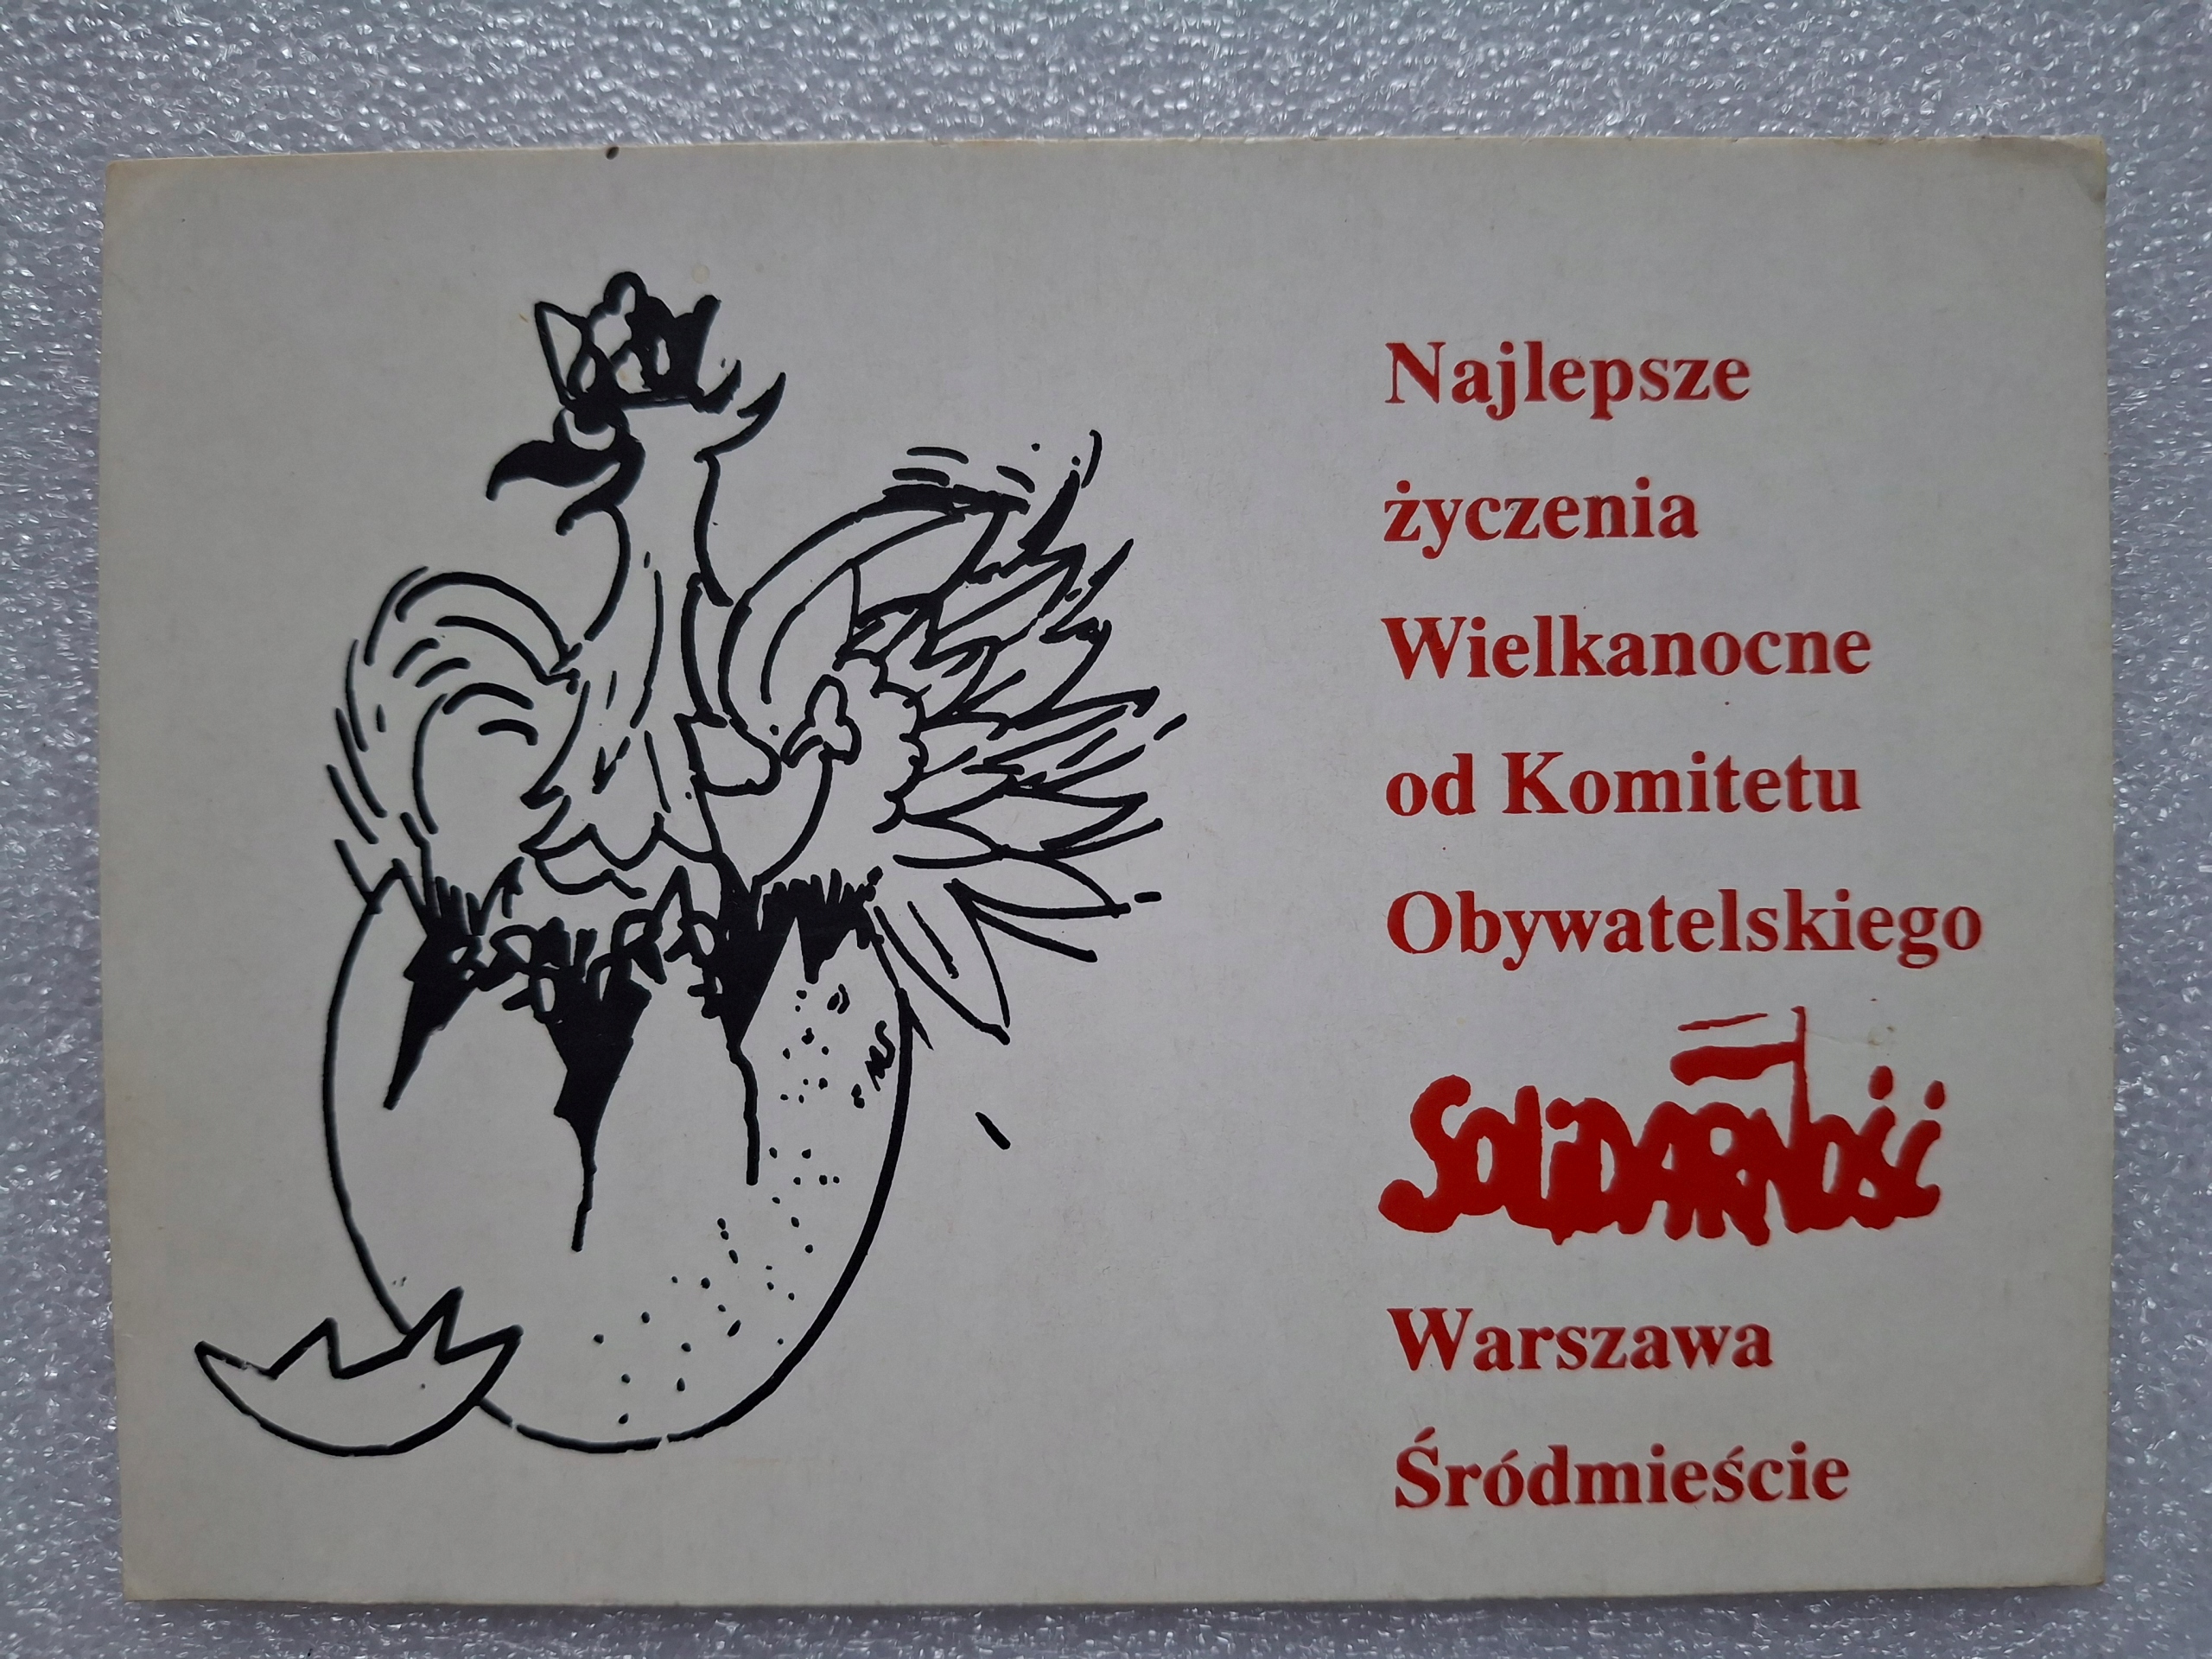 Najlepsze
życzenia
Wielkanocne
od Komitetu
Obywatelskiego
SOLIDARNOŚĆ
Warszawa
Śródmieście